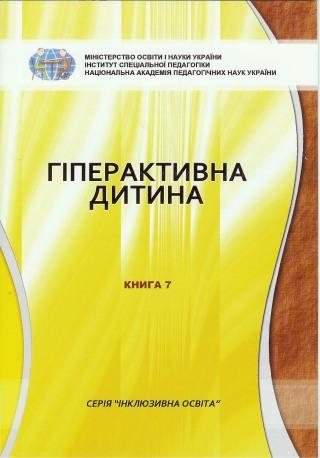 МІНІСТЕРСТВО ОСВІТИ І НАУКИ УКРАЇНИ
ІНСТИТУТ СПЕЦІАЛЬНОЇ ПЕДАГОГІКИ
НАЦІОНАЛЬНА АКАДЕМІЯ ПЕДАГОГІЧНИХ НАУК УКРАЇНИ
ГІПЕРАКТИВНА
ДИТИНА
КНИГА 7
СЕРІЯ "ІНКЛЮЗИВНА ОСВІТА"